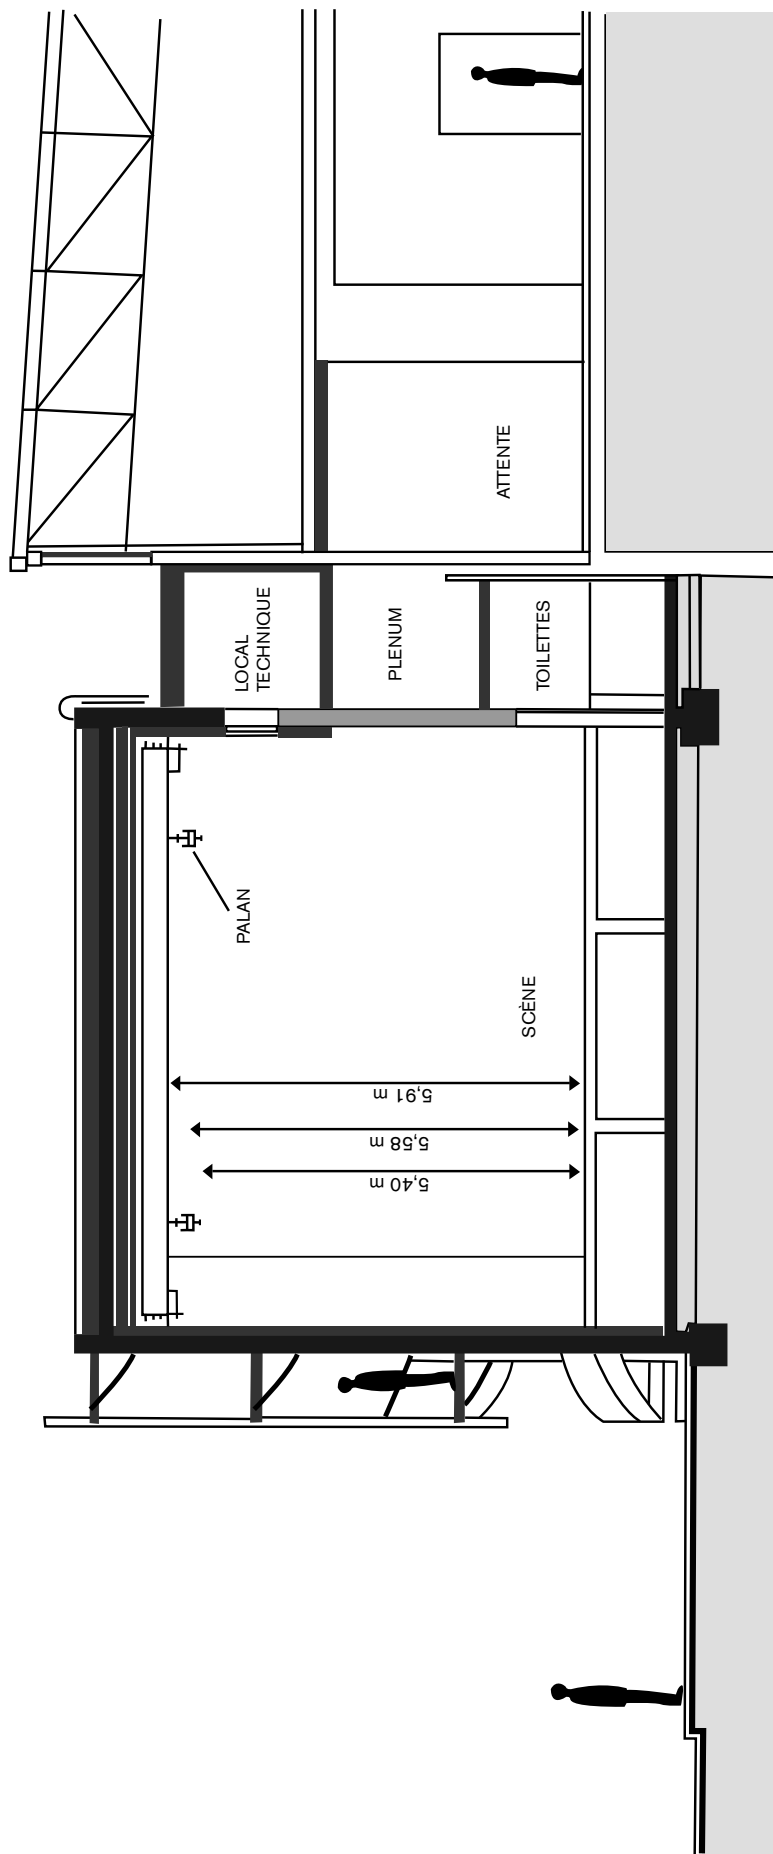 ATTENTE
LOCAL
TECHNIQUE
PLENUM
TOILETTES
PALAN
SCÈNE
5,91 m
5,58 m
5,40 m